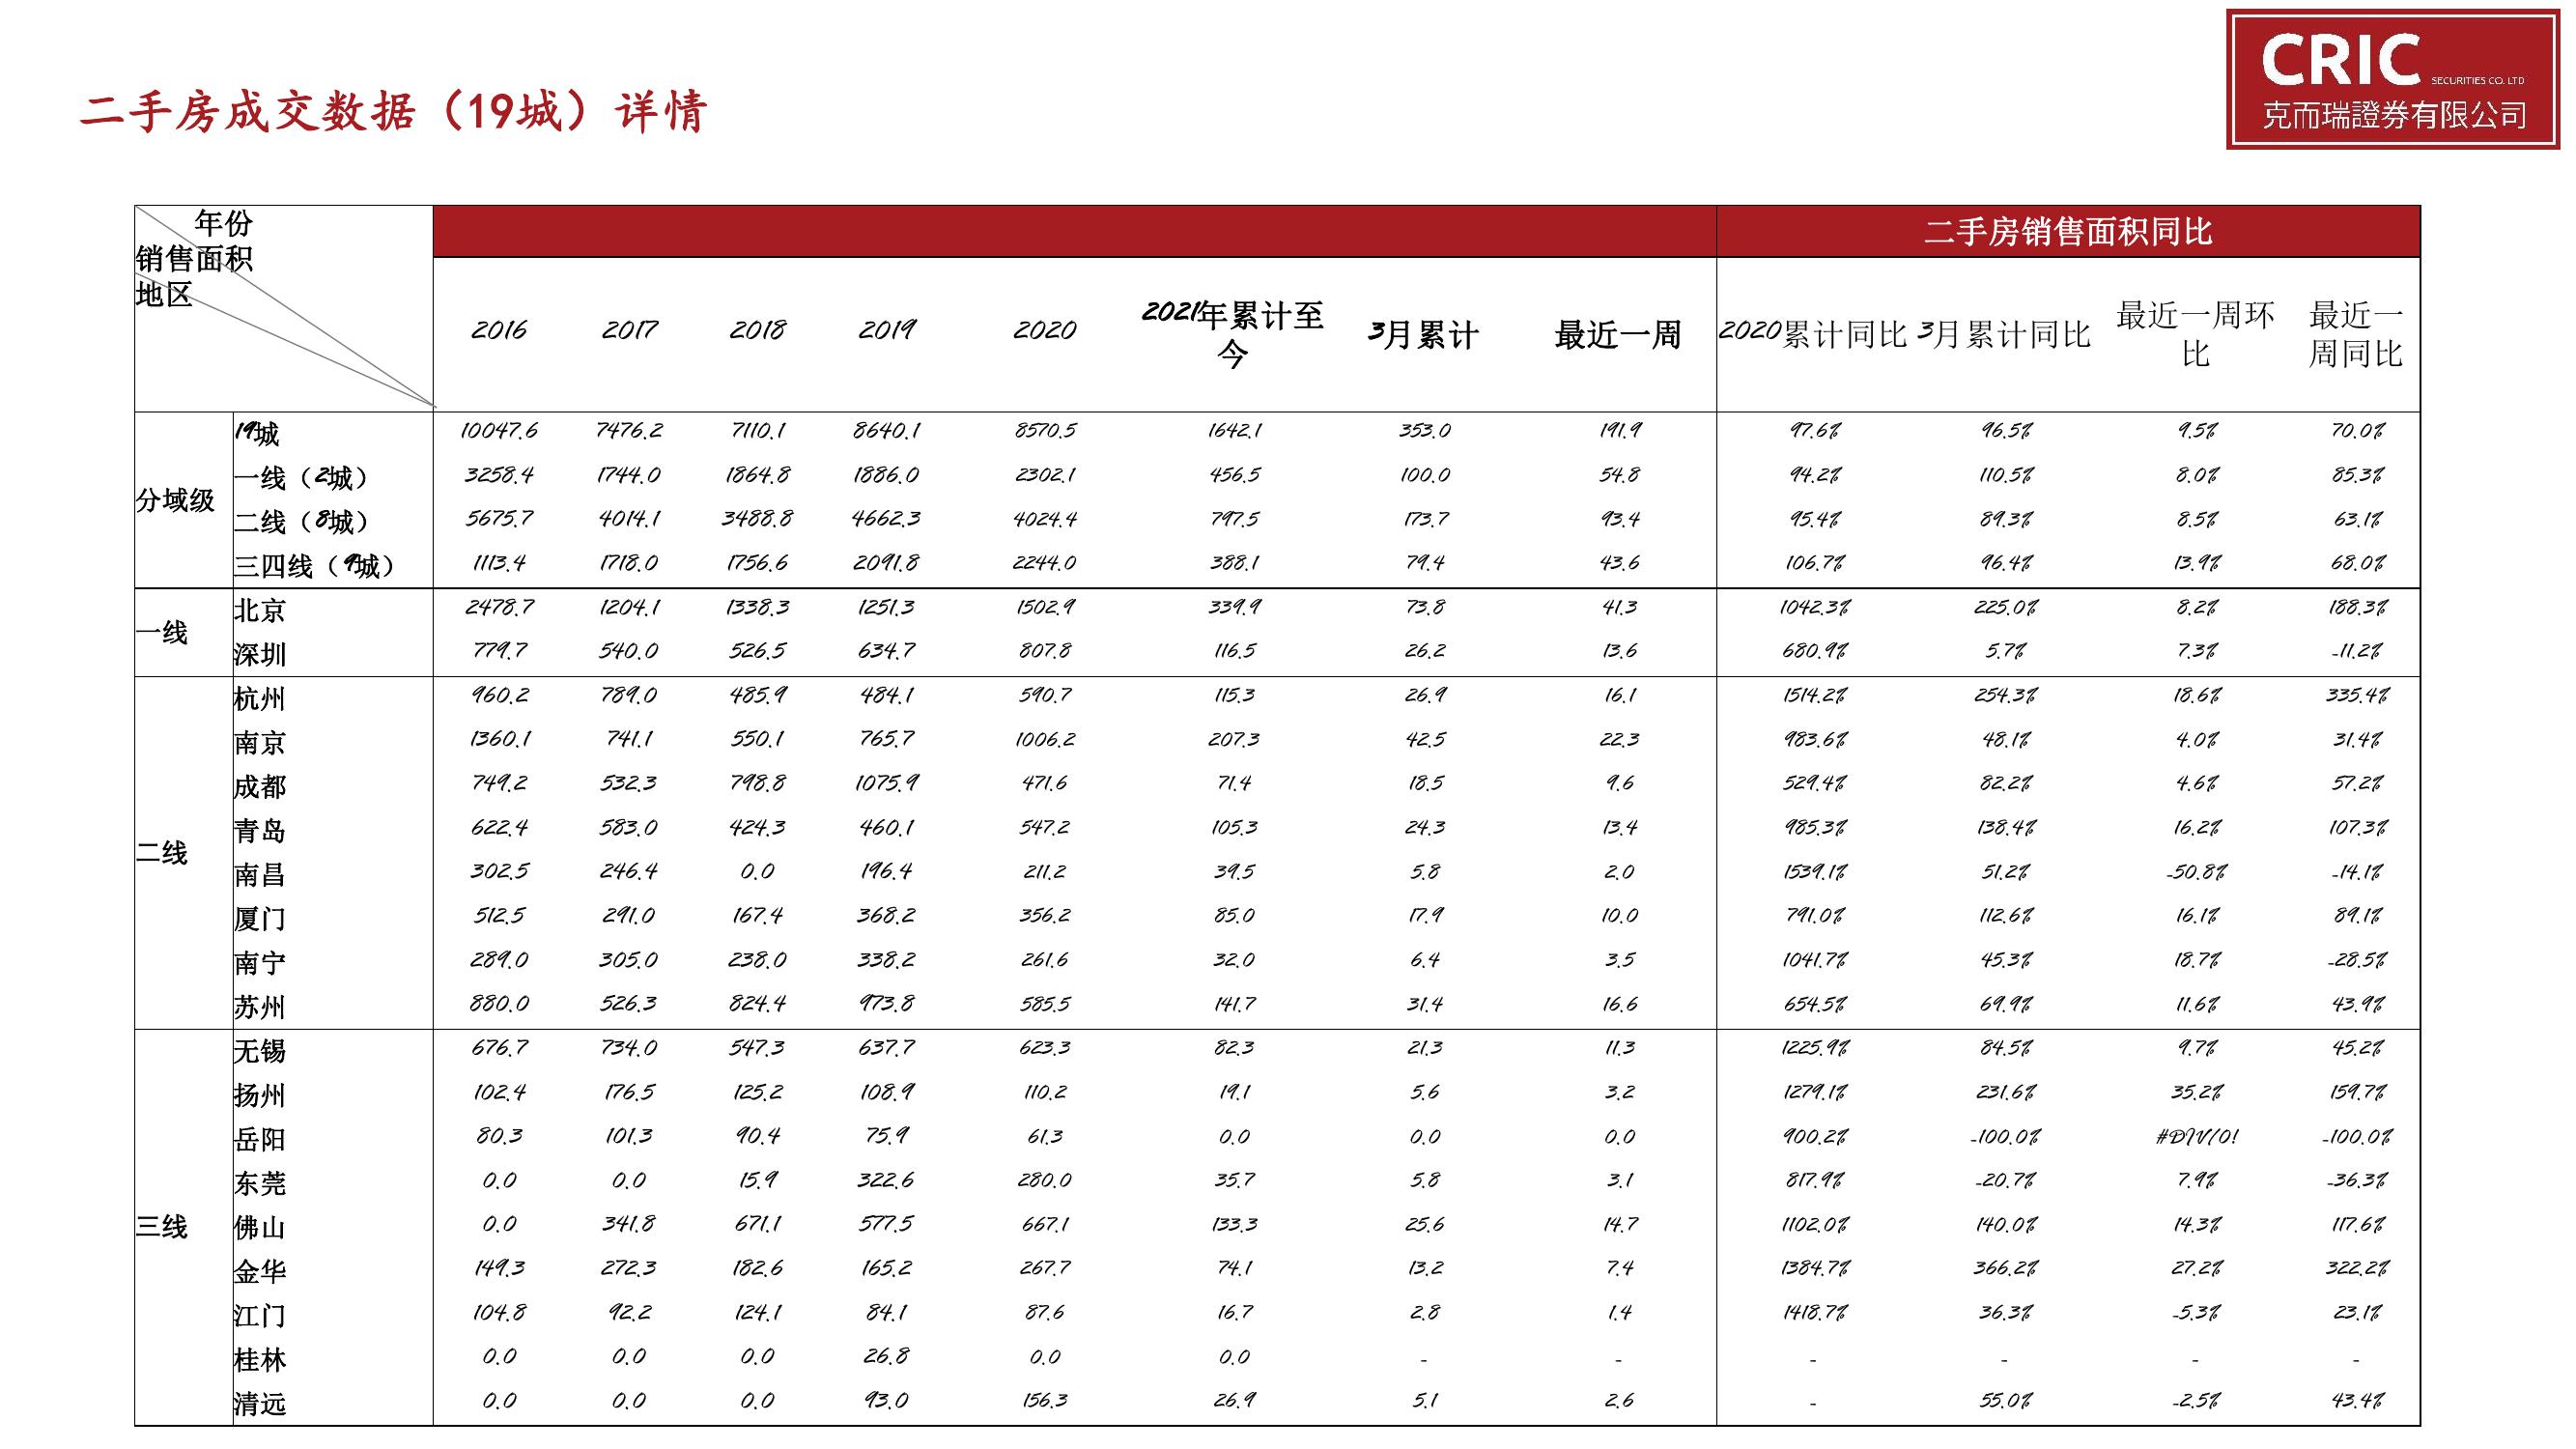 CRIC SECURITIES CO. LTD
克而瑞證券有限公司
二手房成交数据（19城）详情
年份
销售面积
地区
二手房销售面积同比
2016 2017 2018 2019 2020 2021年累计至今 3月累计 最近一周 2020累计同比 3月累计同比 最近一周环比 最近一周同比
分域级
19城 10047.6 7476.2 7110.1 8640.1 8570.5 1642.1 353.0 191.9 97.6% 96.5% 9.5% 70.0%
一线（2城） 3258.4 1744.0 1864.8 1886.0 2302.1 456.5 100.0 54.8 94.2% 110.5% 8.0% 85.3%
二线（8城） 5675.7 4014.1 3488.8 4662.3 4024.4 797.5 173.7 93.4 95.4% 89.3% 8.5% 63.1%
三四线（9城） 1113.4 1718.0 1756.6 2091.8 2244.0 388.1 79.4 43.6 106.7% 96.4% 13.9% 68.0%
一线
北京 2478.7 1204.1 1338.3 1251.3 1502.9 339.9 73.8 41.3 1042.3% 225.0% 8.2% 188.3%
深圳 779.7 540.0 526.5 634.7 807.8 116.5 26.2 13.6 680.9% 5.7% 7.3% -11.2%
二线
杭州 960.2 789.0 485.9 484.1 590.7 115.3 26.9 16.1 1514.2% 254.3% 18.6% 335.4%
南京 1360.1 741.1 550.1 765.7 1006.2 207.3 42.5 22.3 983.6% 48.1% 4.0% 31.4%
成都 749.2 532.3 798.8 1075.9 471.6 71.4 18.5 9.6 529.4% 82.2% 4.6% 57.2%
青岛 622.4 583.0 424.3 460.1 547.2 105.3 24.3 13.4 985.3% 138.4% 16.2% 107.3%
南昌 302.5 246.4 0.0 196.4 211.2 39.5 5.8 2.0 1539.1% 51.2% -50.8% -14.1%
厦门 512.5 291.0 167.4 368.2 356.2 85.0 17.9 10.0 791.0% 112.6% 16.1% 89.1%
南宁 289.0 305.0 238.0 338.2 261.6 32.0 6.4 3.5 1041.7% 45.3% 18.7% -28.5%
苏州 880.0 526.3 824.4 973.8 585.5 141.7 31.4 16.6 654.5% 69.9% 11.6% 43.9%
三线
无锡 676.7 734.0 547.3 637.7 623.3 82.3 21.3 11.3 1225.9% 84.5% 9.7% 45.2%
扬州 102.4 176.5 125.2 108.9 110.2 19.1 5.6 3.2 1279.1% 231.6% 35.2% 159.7%
岳阳 80.3 101.3 90.4 75.9 61.3 0.0 0.0 0.0 900.2% -100.0% #DIV/0! -100.0%
东莞 0.0 0.0 15.9 322.6 280.0 35.7 5.8 3.1 817.9% -20.7% 7.9% -36.3%
佛山 0.0 341.8 671.1 577.5 667.1 133.3 25.6 14.7 1102.0% 140.0% 14.3% 117.6%
金华 149.3 272.3 182.6 165.2 267.7 74.1 13.2 7.4 1384.7% 366.2% 27.2% 322.2%
江门 104.8 92.2 124.1 84.1 87.6 16.7 2.8 1.4 1418.7% 36.3% -5.3% 23.1%
桂林 0.0 0.0 0.0 26.8 0.0 0.0 - - - - - -
清远 0.0 0.0 0.0 93.0 156.3 26.9 5.1 2.6 - 55.0% -2.5% 43.4%